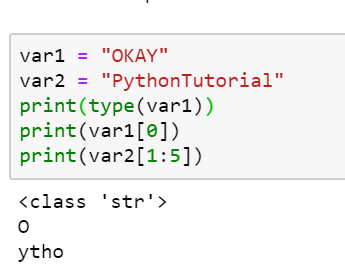 var1 = "OKAY"
var2 = "PythonTutorial"
print(type(var1))
print(var1[0])
print(var2[1:5])
<class 'str'>
O
ytho